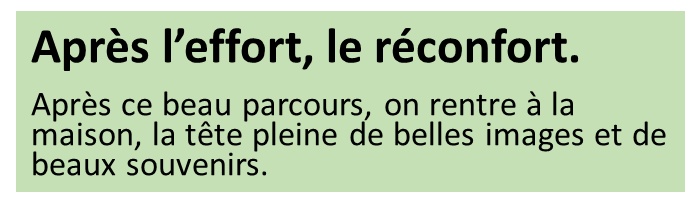 Après l’effort, le réconfort.
Après ce beau parcours, on rentre à la
maison, la tête pleine de belles images et de
beaux souvenirs.